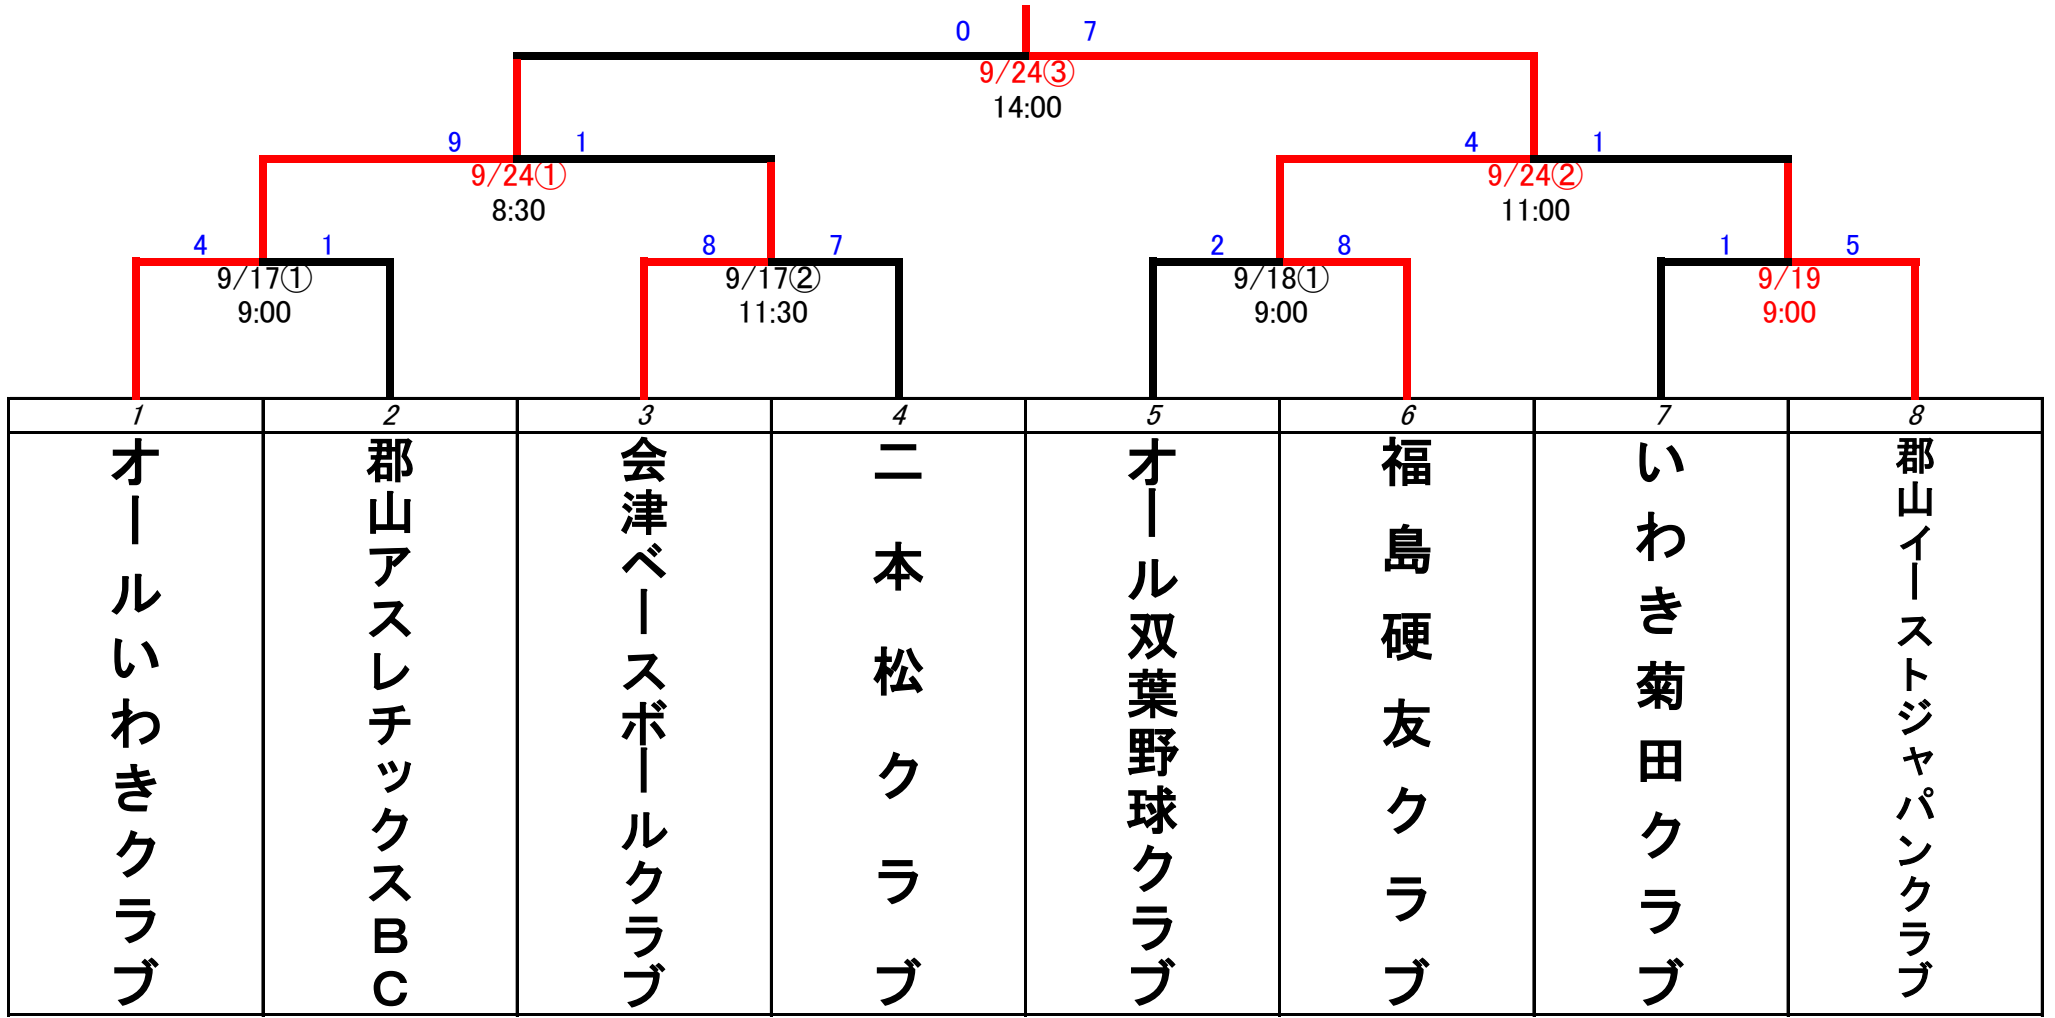 0 7
9/24③
14:00
9 1 4 1
9/24① 9/24②
8:30 11:00
4 1 8 7 2 8 1 5
9/17① 9/17② 9/18① 9/19
9:00 11:30 9:00 9:00
1 2 3 4 5 6 7 8
オールいわきクラブ
郡山アスレチックスBC
会津ベースボールクラブ
二本松クラブ
オール双葉野球クラブ
福島硬友クラブ
いわき菊田クラブ
郡山イーストジャパンクラブ